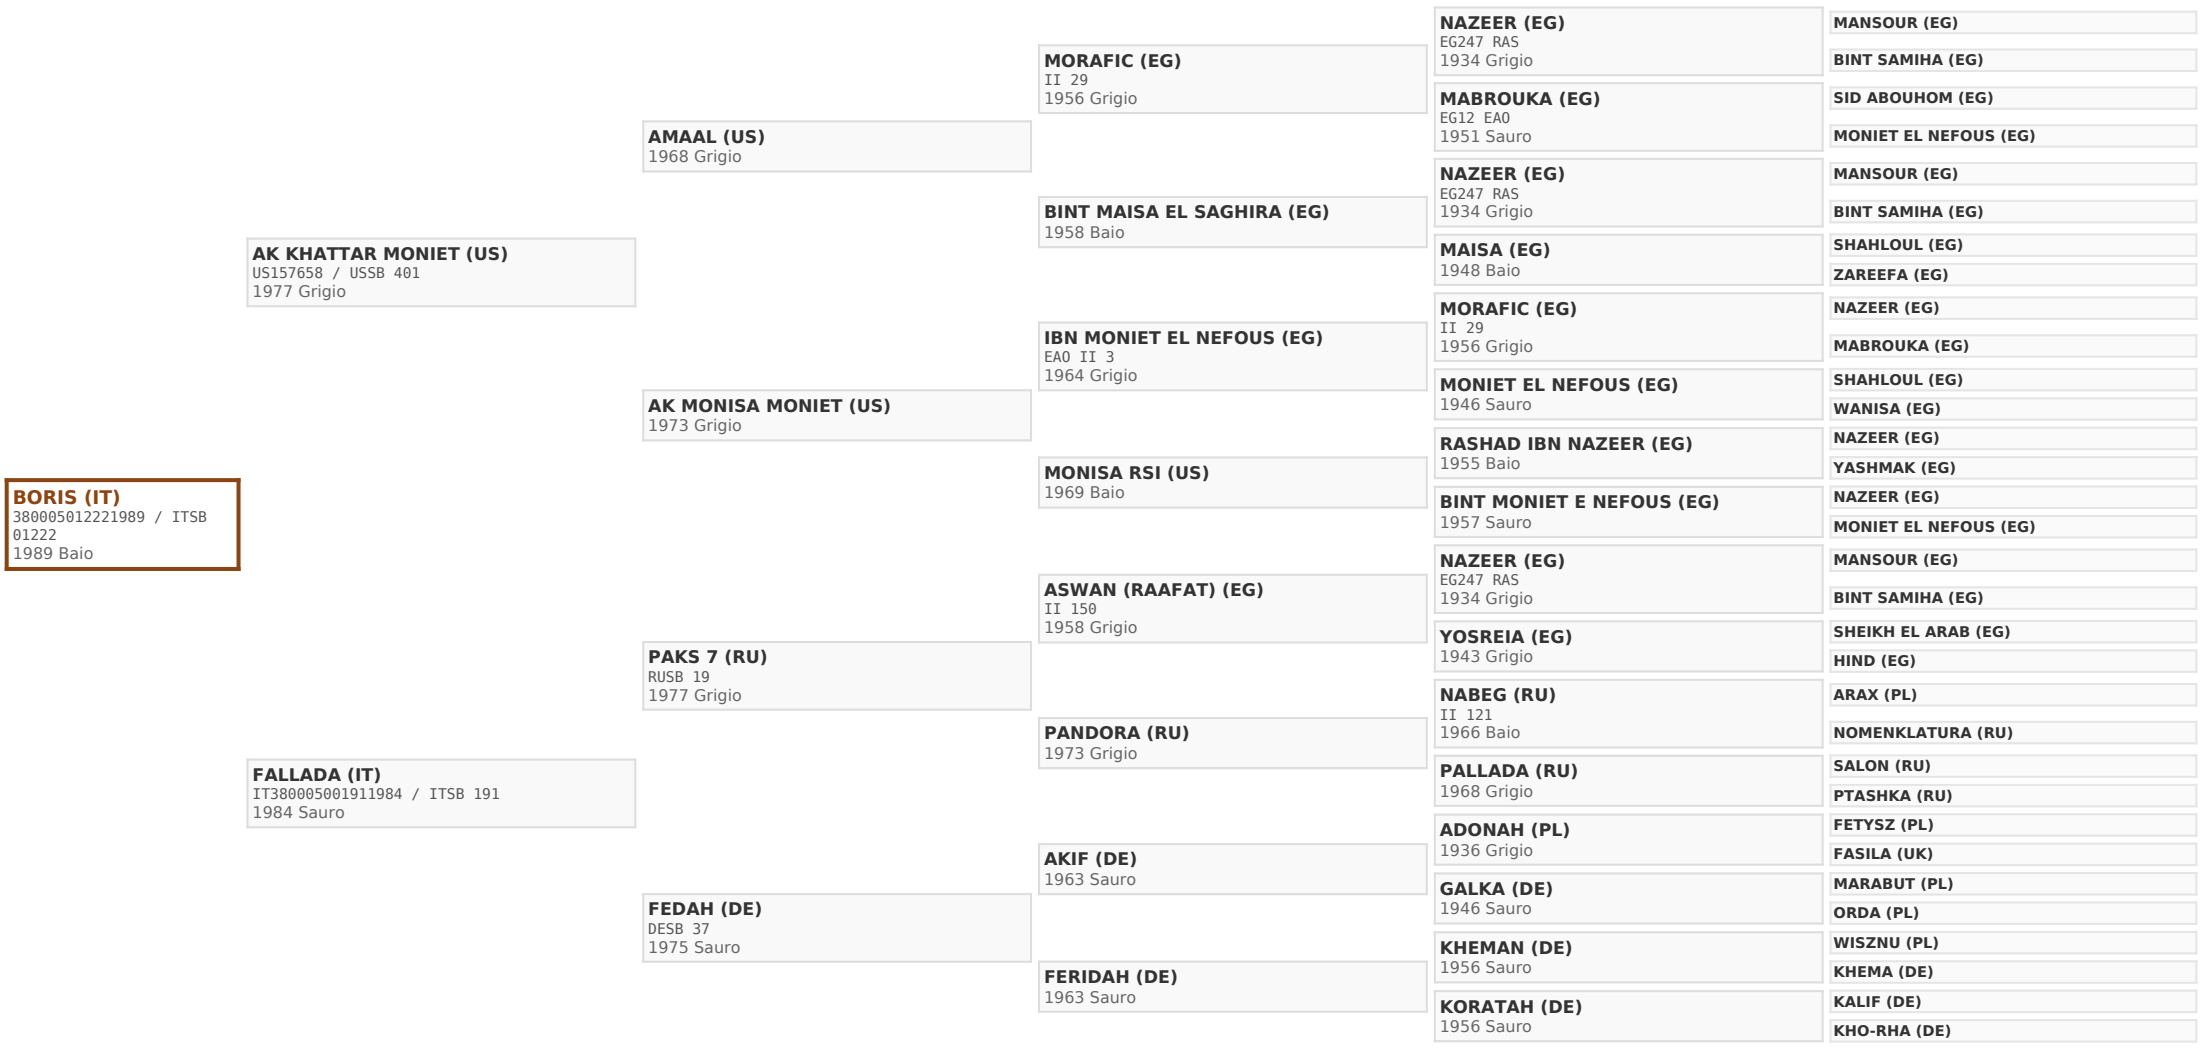 BORIS (IT)
380005012221989 / ITSB
01222
1989 Baio
AK KHATTAR MONIET (US)
US157658 / USSB 401
1977 Grigio
FALLADA (IT)
IT380005001911984 / ITSB 191
1984 Sauro
AMAAL (US)
1968 Grigio
AK MONISA MONIET (US)
1973 Grigio
PAKS 7 (RU)
RUSB 19
1977 Grigio
FEDAH (DE)
DESB 37
1975 Sauro
MORAFIC (EG)
II 29
1956 Grigio
BINT MAISA EL SAGHIRA (EG)
1958 Baio
IBN MONIET EL NEFOUS (EG)
EAO II 3
1964 Grigio
MONISA RSI (US)
1969 Baio
ASWAN (RAAFAT) (EG)
II 150
1958 Grigio
PANDORA (RU)
1973 Grigio
AKIF (DE)
1963 Sauro
FERIDAH (DE)
1963 Sauro
NAZEER (EG)
EG247 RAS
1934 Grigio
MABROUKA (EG)
EG12 EAO
1951 Sauro
NAZEER (EG)
EG247 RAS
1934 Grigio
MAISA (EG)
1948 Baio
MORAFIC (EG)
II 29
1956 Grigio
MONIET EL NEFOUS (EG)
1946 Sauro
RASHAD IBN NAZEER (EG)
1955 Baio
BINT MONIET E NEFOUS (EG)
1957 Sauro
NAZEER (EG)
EG247 RAS
1934 Grigio
YOSREIA (EG)
1943 Grigio
NABEG (RU)
II 121
1966 Baio
PALLADA (RU)
1968 Grigio
ADONAH (PL)
1936 Grigio
GALKA (DE)
1946 Sauro
KHEMAN (DE)
1956 Sauro
KORATAH (DE)
1956 Sauro
MANSOUR (EG)
BINT SAMIHA (EG)
SID ABOUHOM (EG)
MONIET EL NEFOUS (EG)
MANSOUR (EG)
BINT SAMIHA (EG)
SHAHLOUL (EG)
ZAREEFA (EG)
NAZEER (EG)
MABROUKA (EG)
SHAHLOUL (EG)
WANISA (EG)
NAZEER (EG)
YASHMAK (EG)
NAZEER (EG)
MONIET EL NEFOUS (EG)
MANSOUR (EG)
BINT SAMIHA (EG)
SHEIKH EL ARAB (EG)
HIND (EG)
ARAX (PL)
NOMENKLATURA (RU)
SALON (RU)
PTASHKA (RU)
FETYSZ (PL)
FASILA (UK)
MARABUT (PL)
ORDA (PL)
WISZNU (PL)
KHEMA (DE)
KALIF (DE)
KHO-RHA (DE)